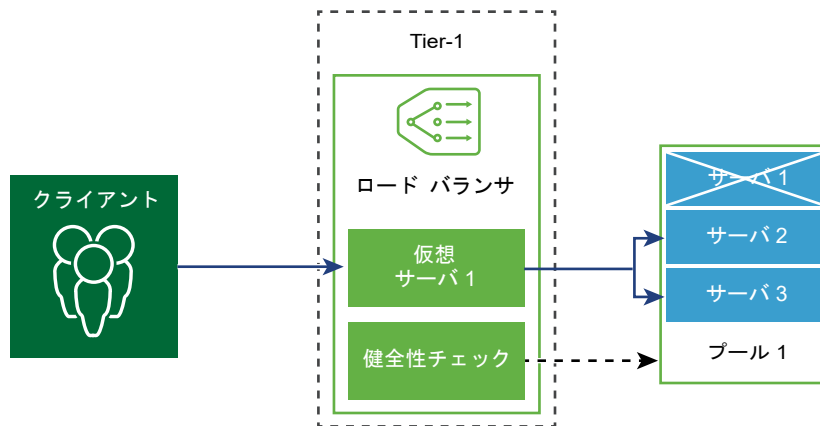 Tier-1
ロード バランサ
クライアント
仮想
サーバ 1
健全性チェック
サーバ 1
サーバ 2
サーバ 3
プール 1